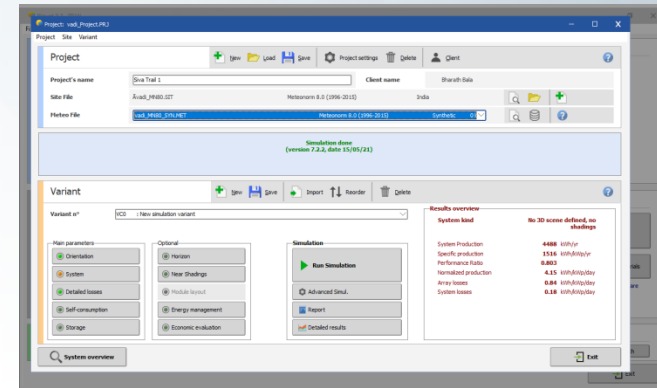 Project: vadi_Project.PRJ
Project Site Variant
Project New Load Save Project settings Delete Client
Project's name Siva Trail 1 Client name Bharath Bala
Site File Avadi_MN80.SIT Meteonorm 8.0 (1996-2015) India
Meteo File vadi_MN80_SYN.MET Meteonorm 8.0 (1996-2015) Synthetic
Simulation done
(version 7.2.2, date 15/05/21)
Variant New Save Import Reorder Delete
Variant n° VC0 : New simulation variant
Results overview
System kind No 3D scene defined, no shadings
System Production 4488 kWh/yr
Specific production 1516 kWh/kWp/yr
Performance Ratio 0.803
Normalized production 4.15 kWh/kWp/day
Array losses 0.84 kWh/kWp/day
System losses 0.18 kWh/kWp/day
Main parameters Optional Simulation
Orientation Horizon Run Simulation
System Near Shadings
Detailed losses Module layout Advanced Simul.
Self-consumption Energy management Report
Storage Economic evaluation Detailed results
System overview Exit
Exit